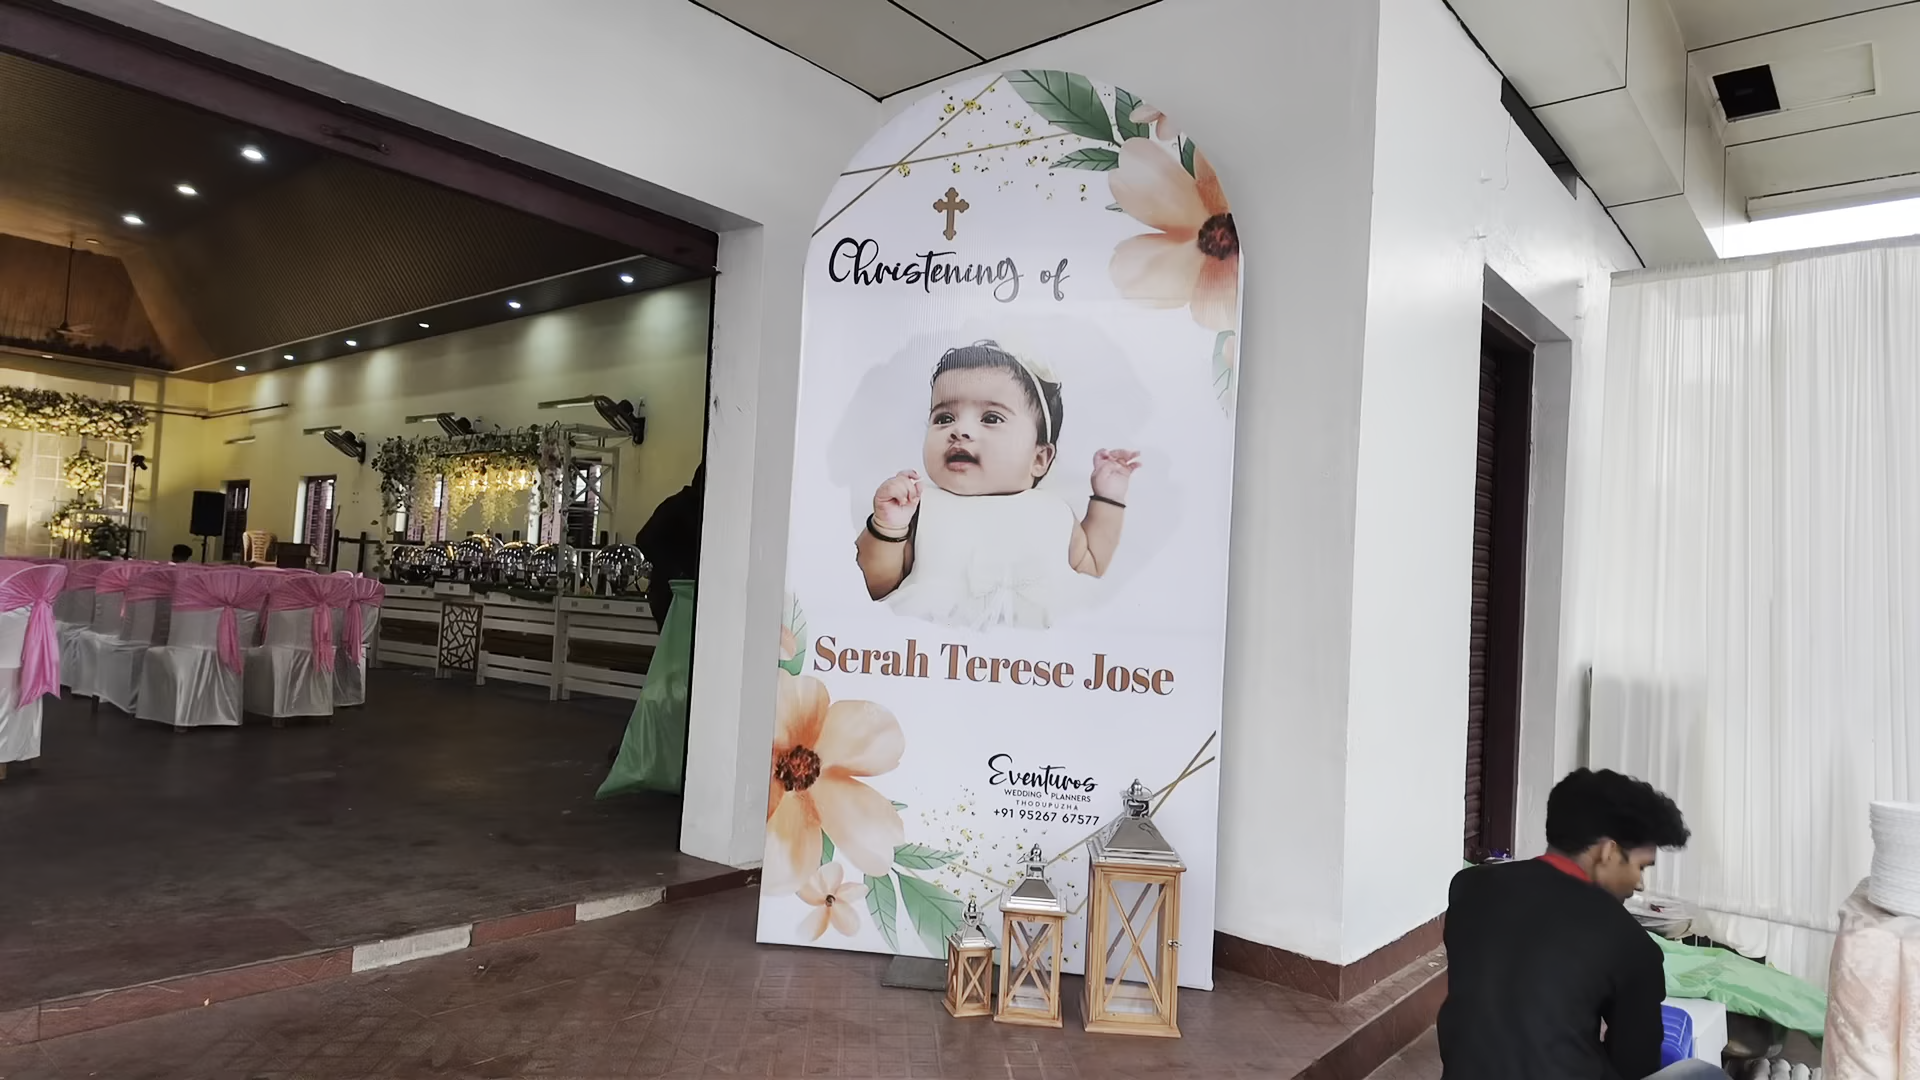 Christening of
Serah Terese Jose
Eventuros
WEDDING PLANNERS
THODUPUZHA
+91 95267 67577